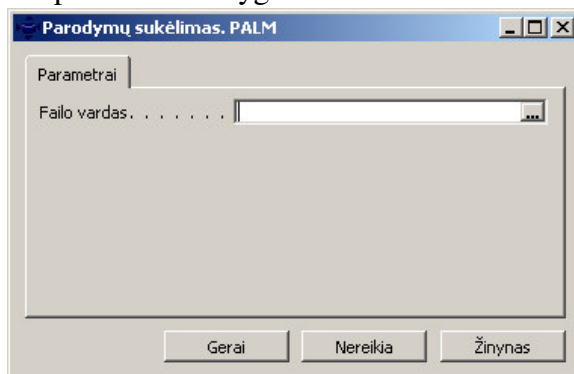 Parodymų sukėlimas. PALM
Parametrai
Failo vardas. . . . . . .
...
Gerai Nereikia Žinynas